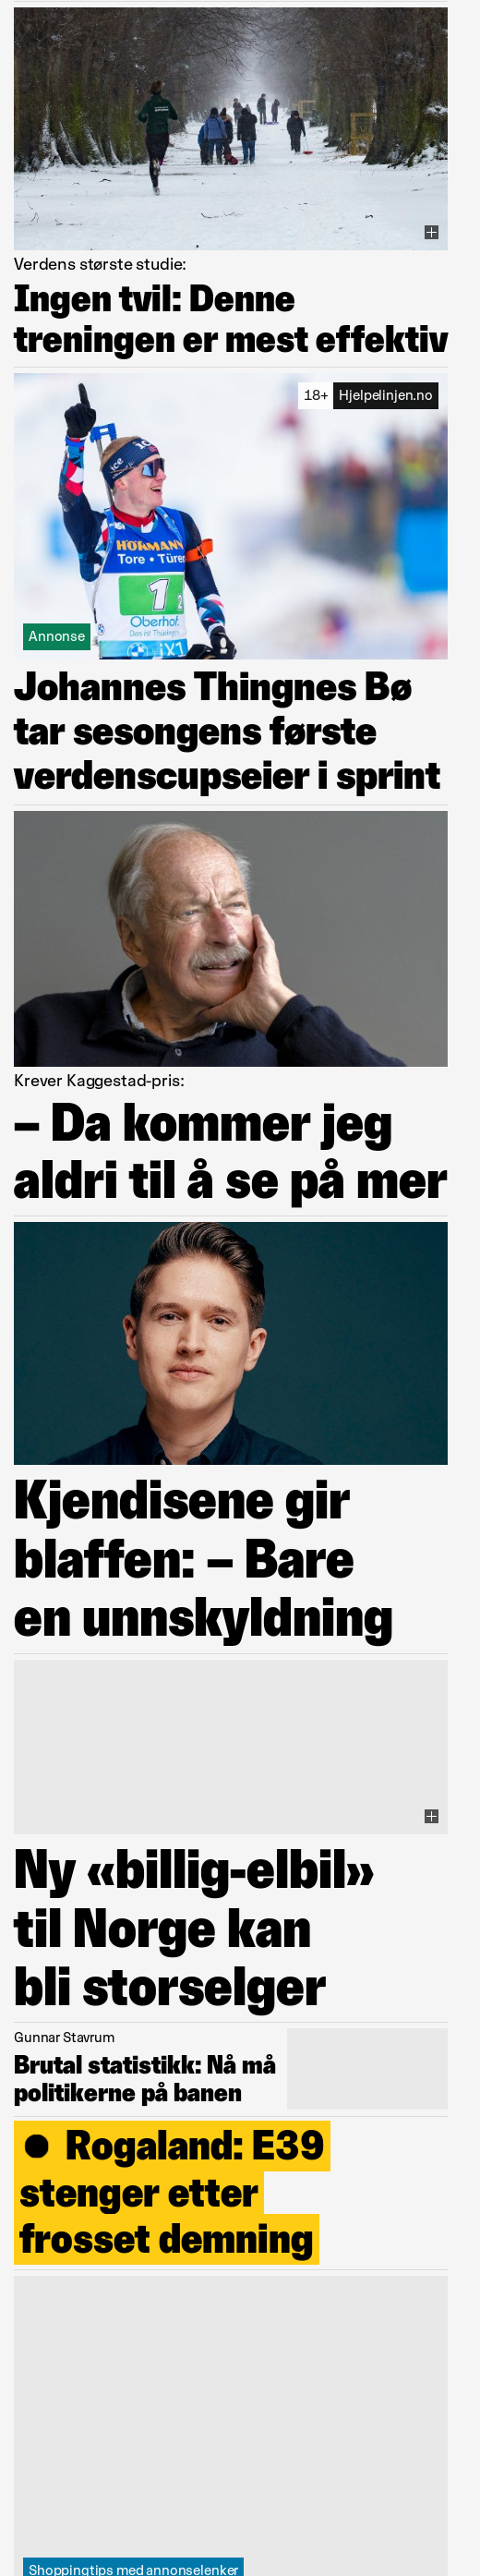 Verdens største studie:
Ingen tvil: Denne
treningen er mest effektiv
18+ Hjelpelinjen.no
ice
HÖRMANN
Tore • Türen
1
2
Oberhof
Annonse
Johannes Thingnes Bø
tar sesongens første
verdenscupseier i sprint
Krever Kaggestad-pris:
– Da kommer jeg
aldri til å se på mer
Kjendisene gir
blaffen: – Bare
en unnskyldning
Ny «billig-elbil»
til Norge kan
bli storselger
Gunnar Stavrum
Brutal statistikk: Nå må
politikerne på banen
Rogaland: E39
stenger etter
frosset demning
Shoppingtips med annonselenker